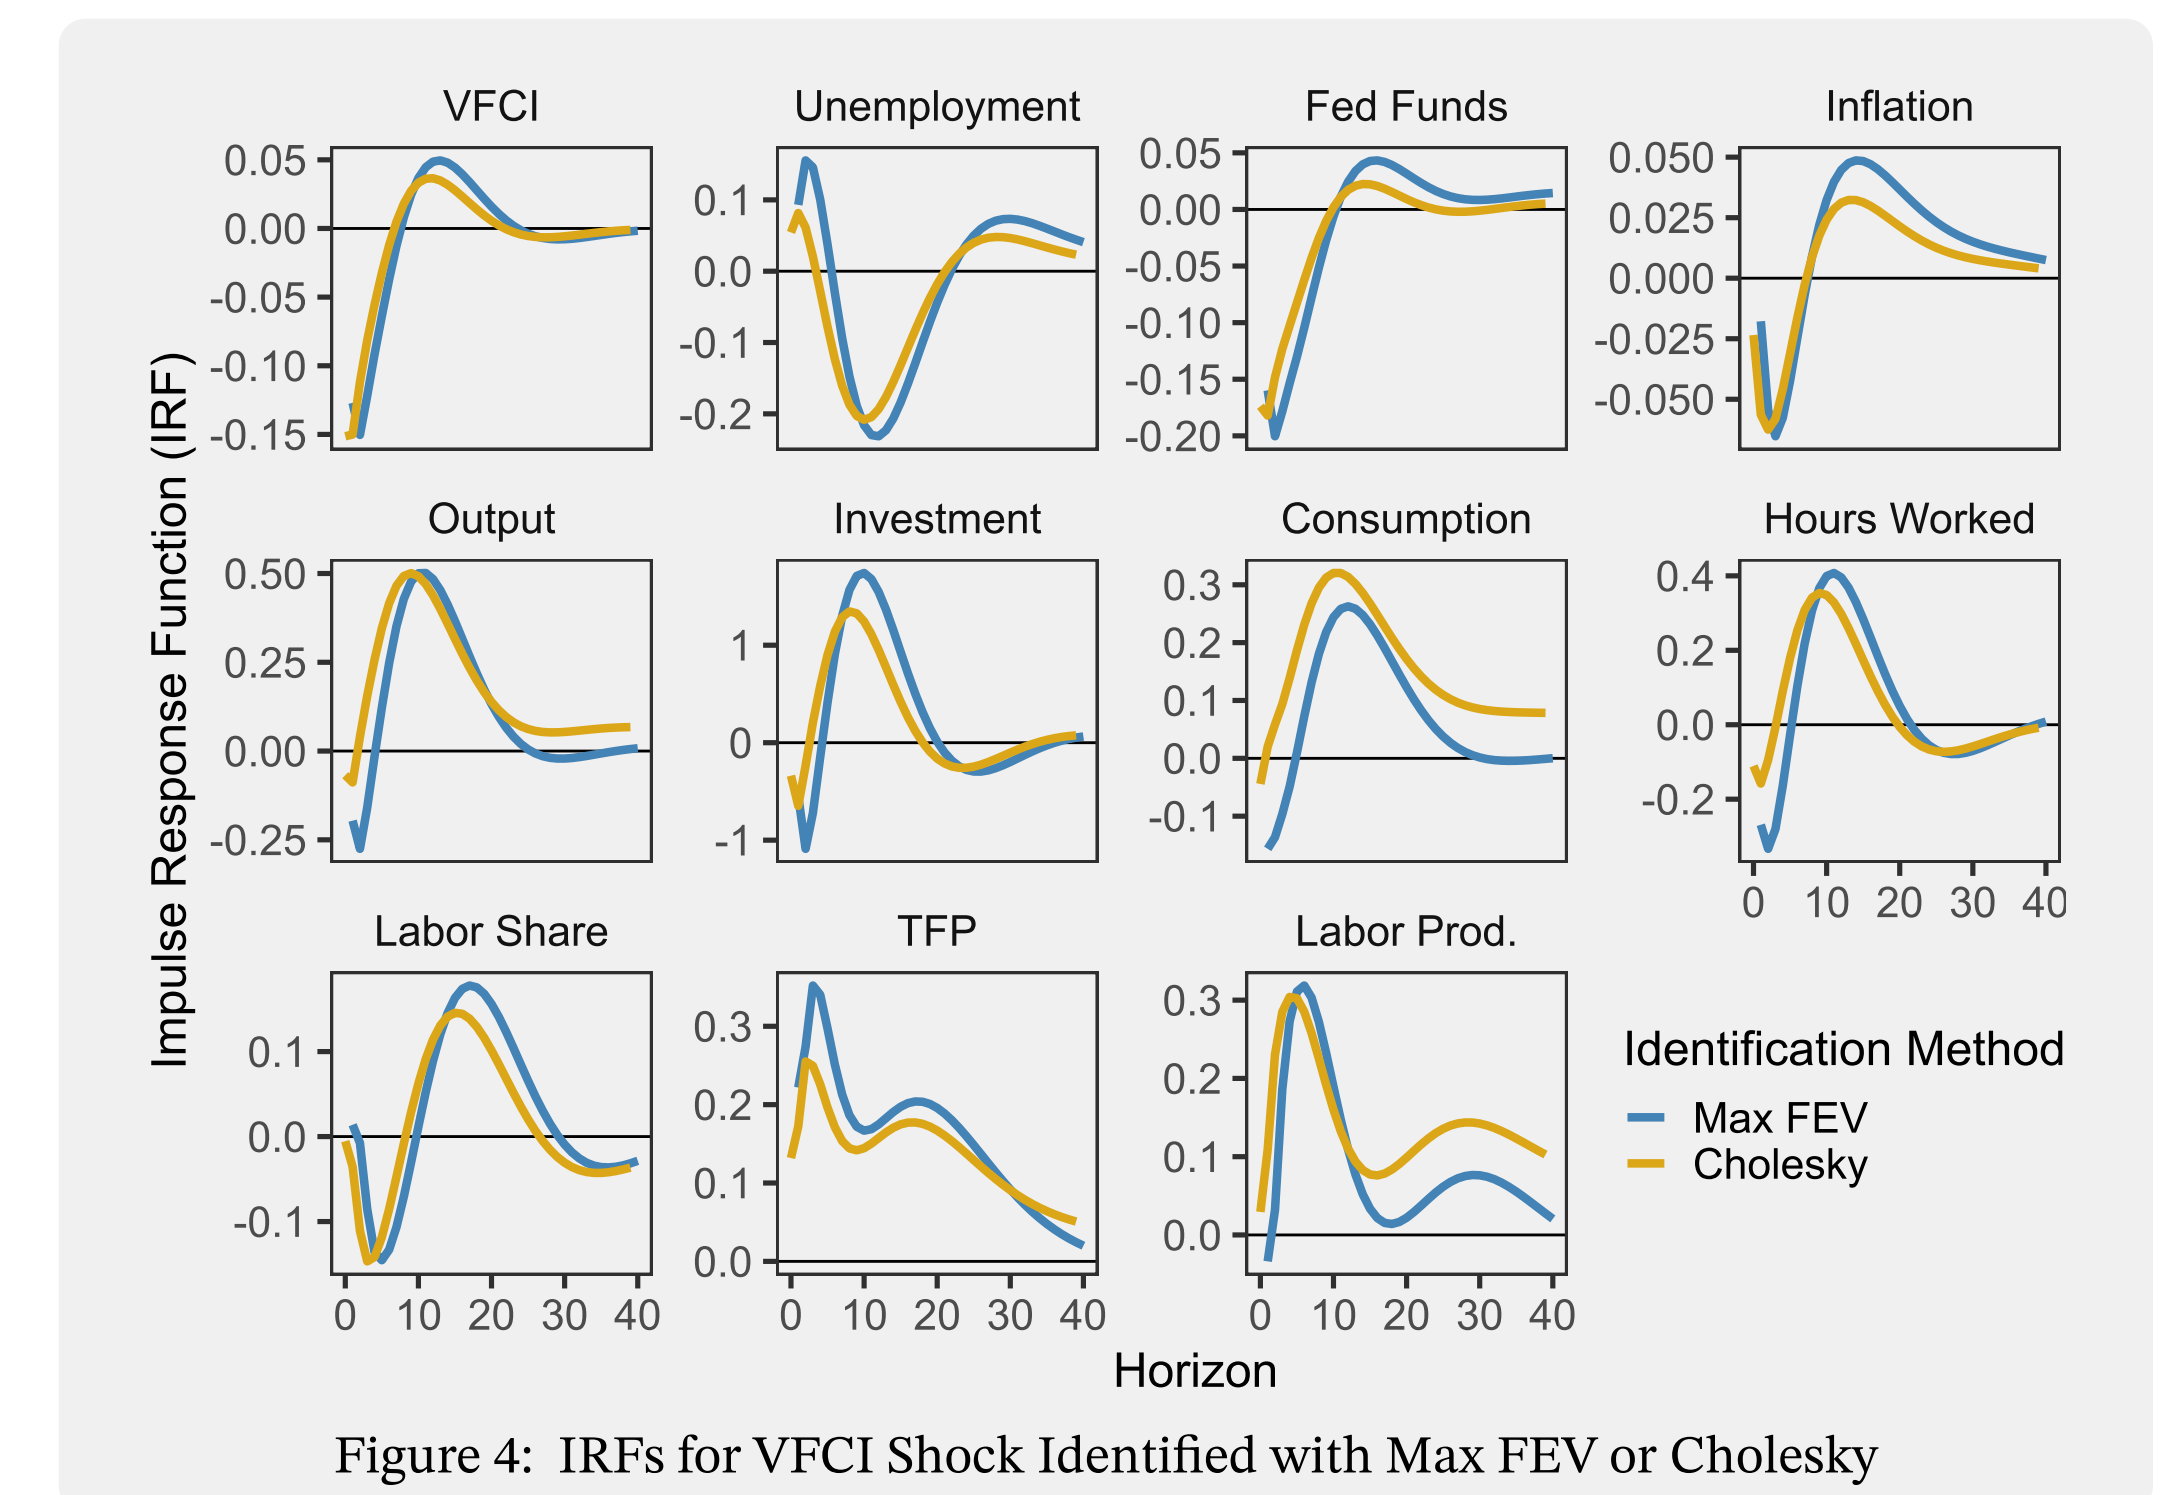 VFCI
Unemployment
Fed Funds
Inflation
0.05
0.00
-0.05
-0.10
-0.15
0.1
0.0
-0.1
-0.2
0.05
0.00
-0.05
-0.10
-0.15
-0.20
0.050
0.025
0.000
-0.025
-0.050
Impulse Response Function (IRF)
Output
Investment
Consumption
Hours Worked
0.50
0.25
0.00
-0.25
1
0
-1
0.3
0.2
0.1
0.0
-0.1
0.4
0.2
0.0
-0.2
0 10 20 30 40
Labor Share
TFP
Labor Prod.
0.1
0.0
-0.1
0.3
0.2
0.1
0.0
0.3
0.2
0.1
0.0
0 10 20 30 40
0 10 20 30 40
0 10 20 30 40
Identification Method
Max FEV
Cholesky
Horizon
Figure 4: IRFs for VFCI Shock Identified with Max FEV or Cholesky